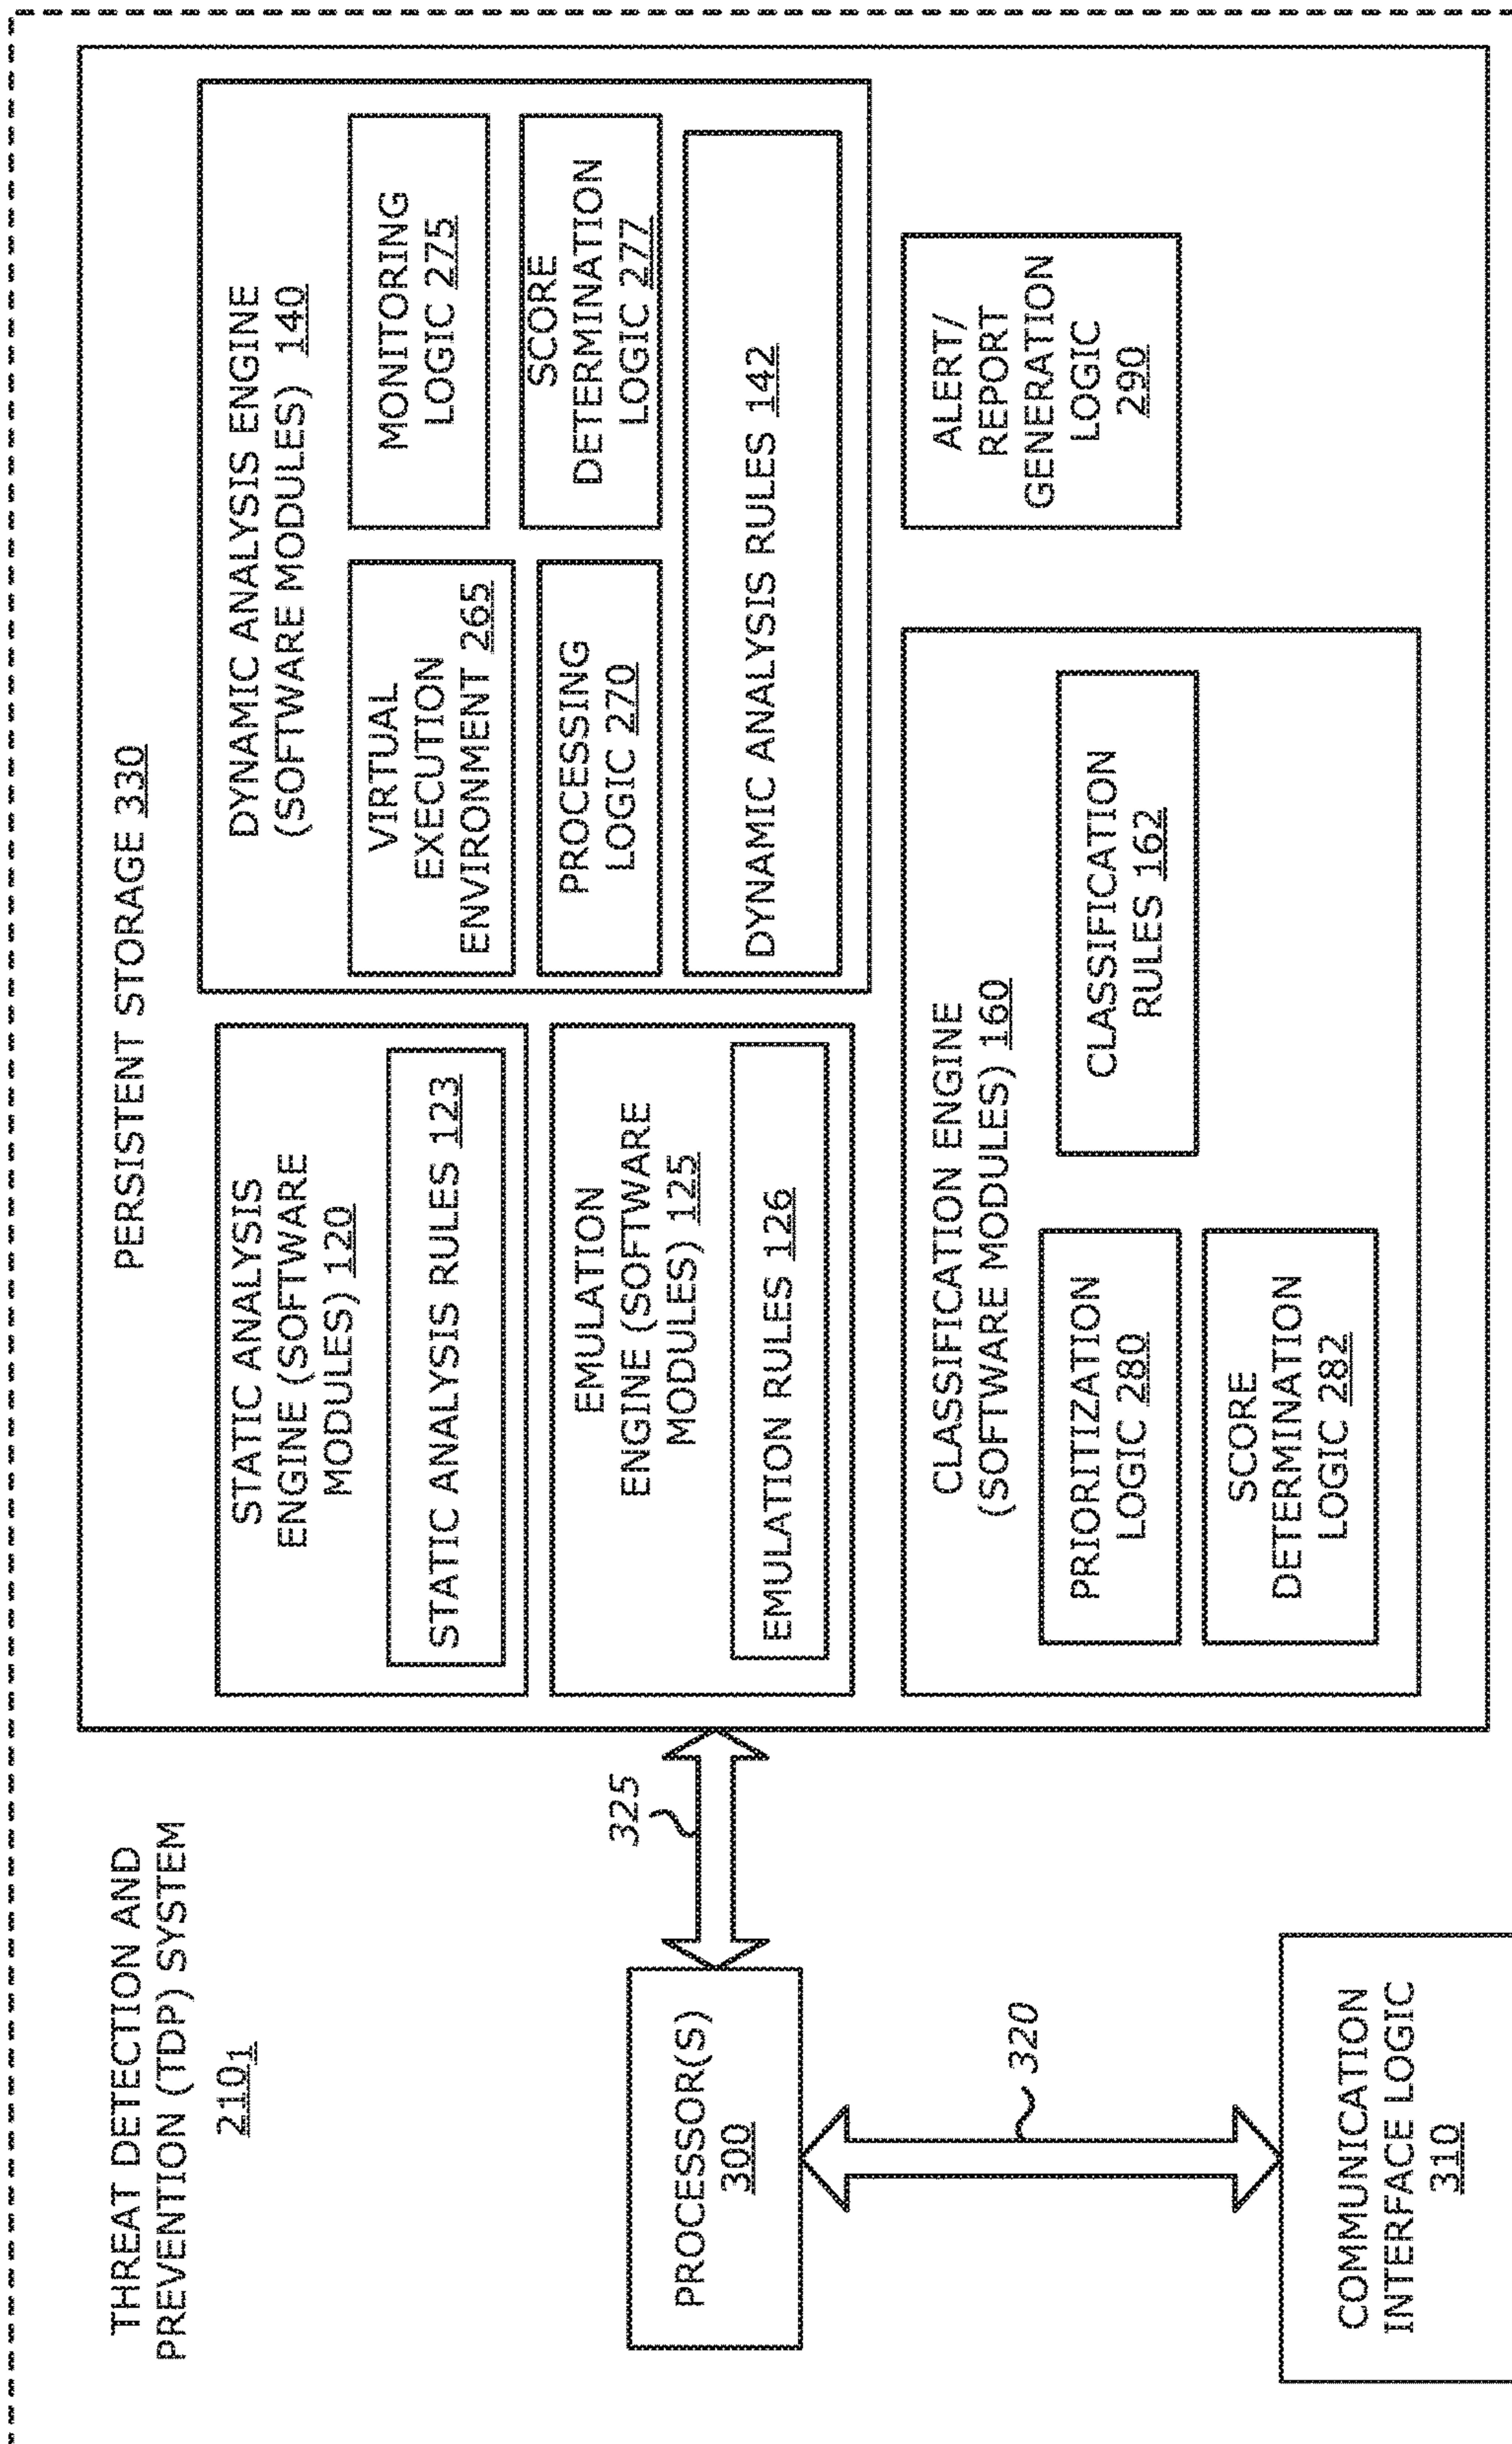 THREAT DETECTION AND
PREVENTION (TDP) SYSTEM
210₁
PROCESSOR(S)
300
320
COMMUNICATION
INTERFACE LOGIC
310
325
PERSISTENT STORAGE 330
STATIC ANALYSIS
ENGINE (SOFTWARE
MODULES) 120
STATIC ANALYSIS RULES 123
EMULATION
ENGINE (SOFTWARE
MODULES) 125
EMULATION RULES 126
DYNAMIC ANALYSIS ENGINE
(SOFTWARE MODULES) 140
VIRTUAL
EXECUTION
ENVIRONMENT 265
MONITORING
LOGIC 275
PROCESSING
LOGIC 270
SCORE
DETERMINATION
LOGIC 277
DYNAMIC ANALYSIS RULES 142
CLASSIFICATION ENGINE
(SOFTWARE MODULES) 160
PRIORITIZATION
LOGIC 280
SCORE
DETERMINATION
LOGIC 282
CLASSIFICATION
RULES 162
ALERT/
REPORT
GENERATION
LOGIC
290